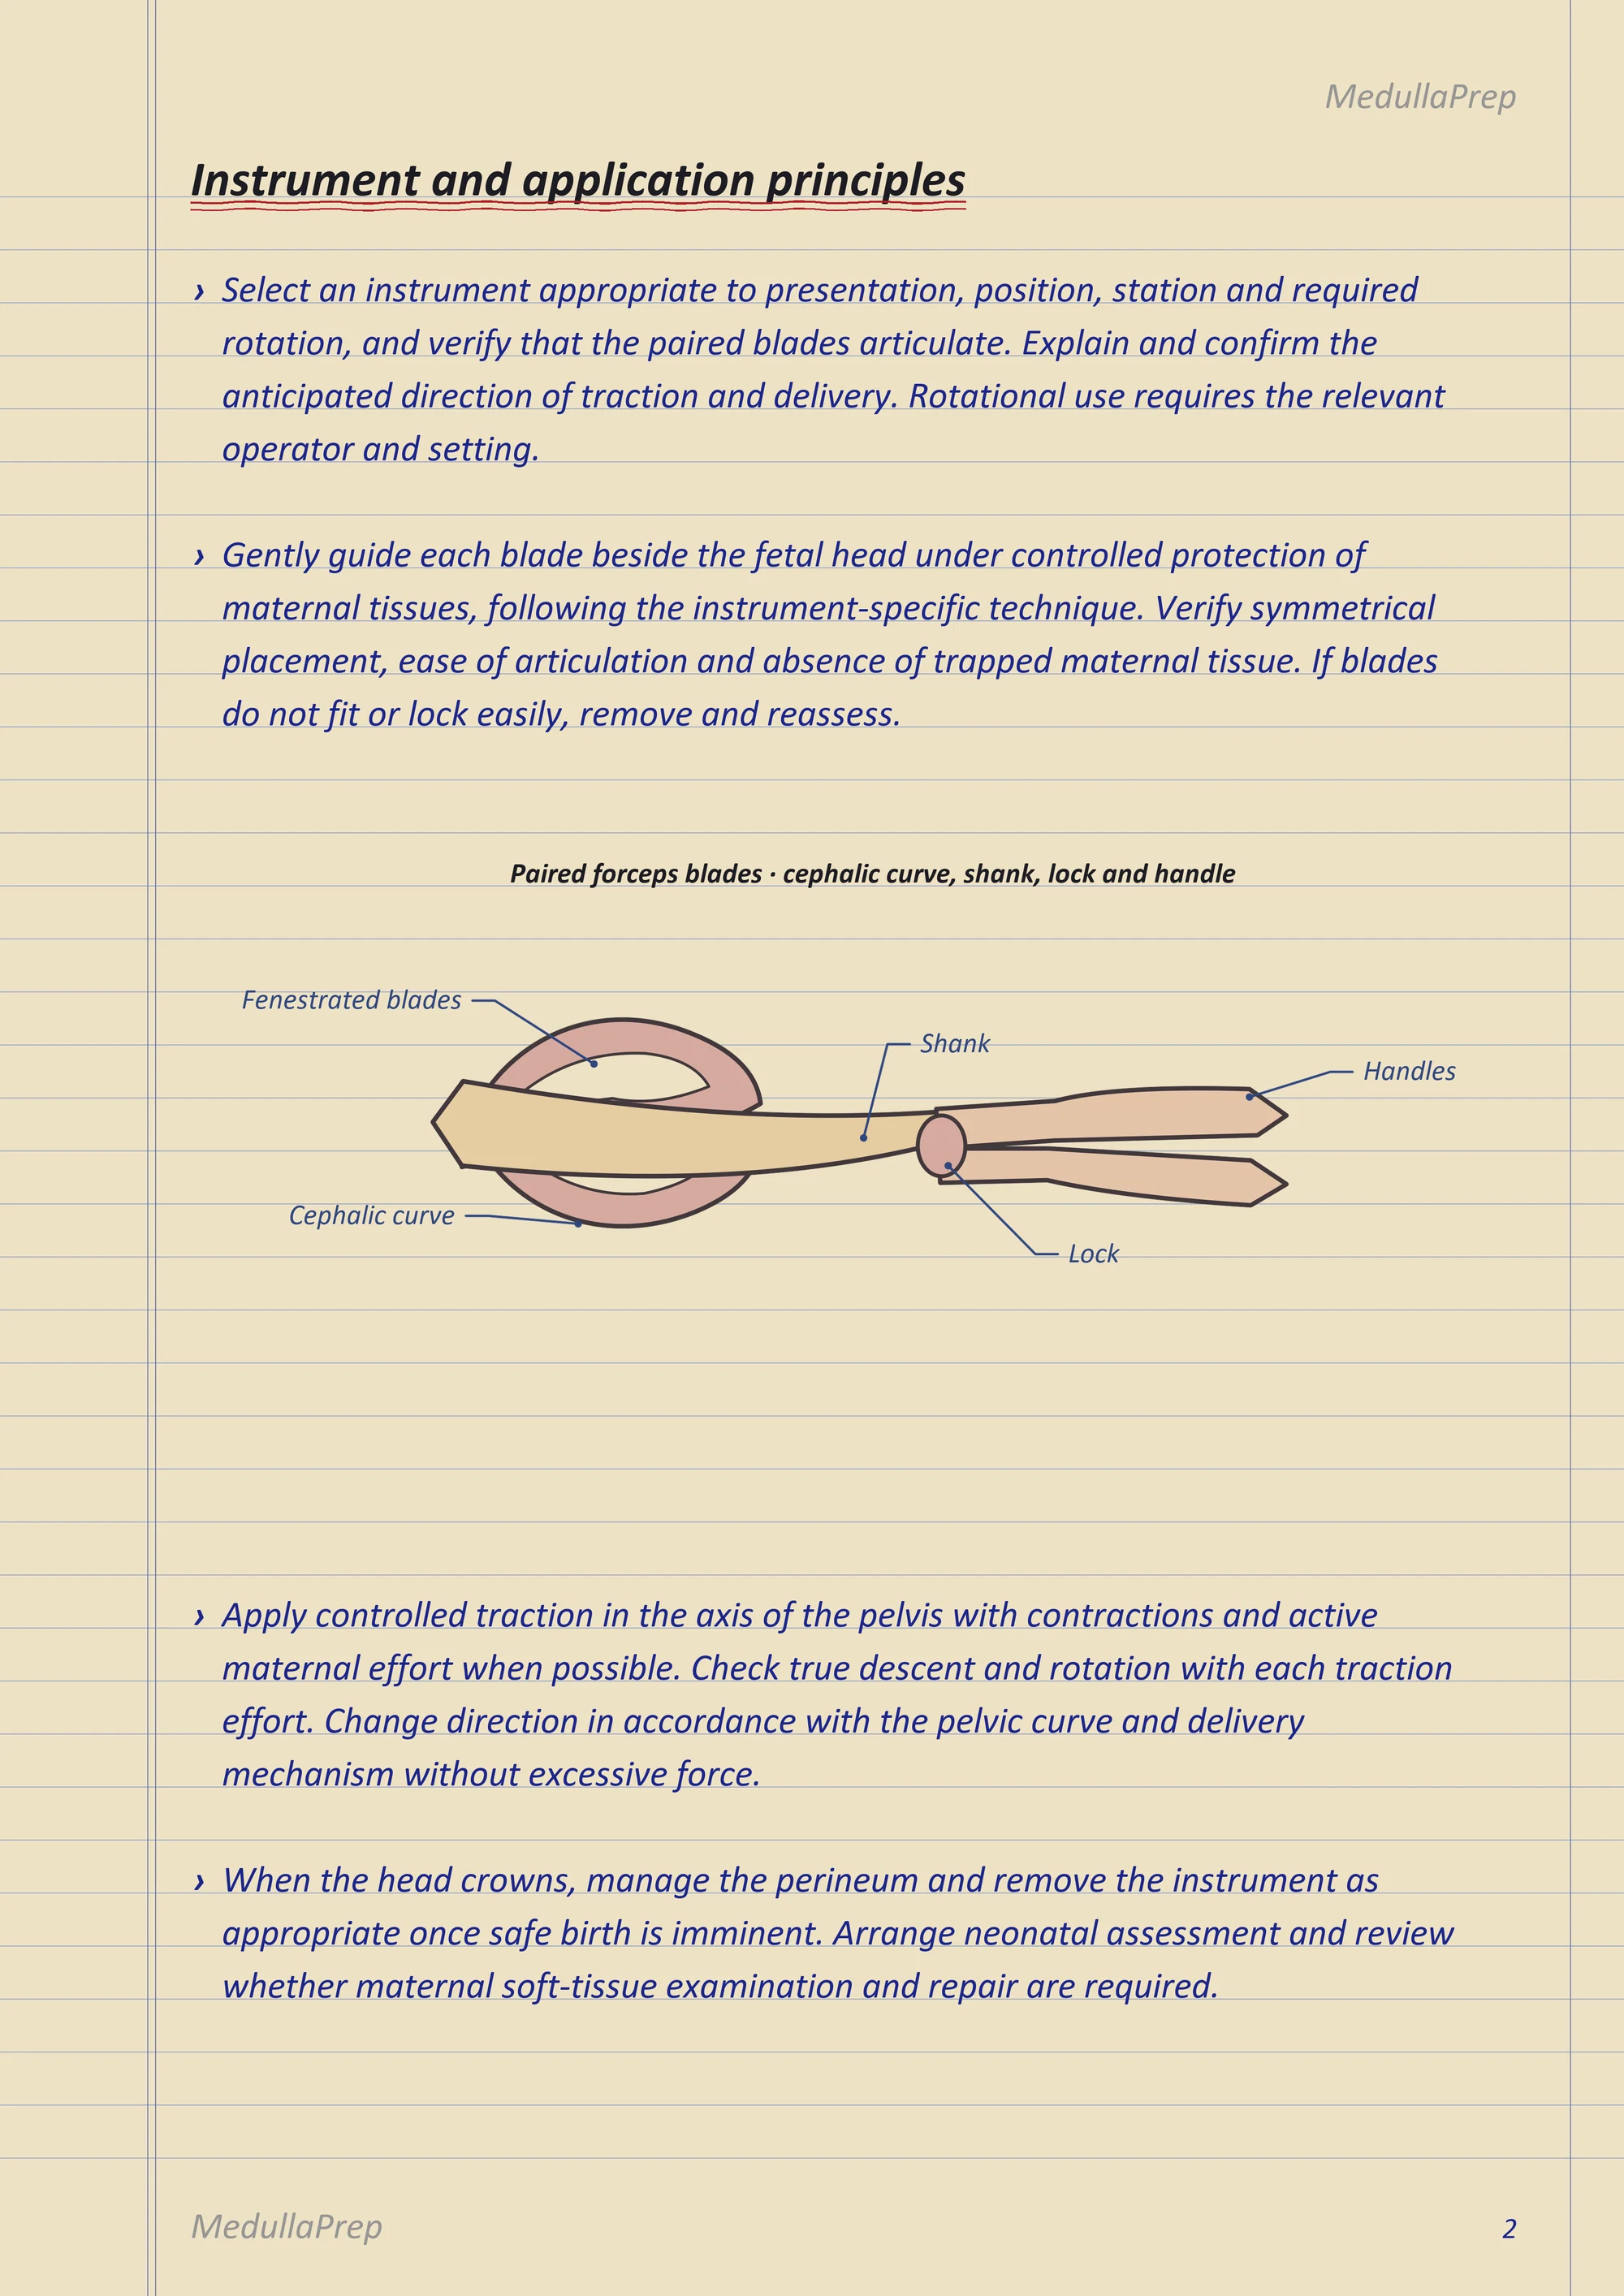 MedullaPrep
Instrument and application principles
› Select an instrument appropriate to presentation, position, station and required
rotation, and verify that the paired blades articulate. Explain and confirm the
anticipated direction of traction and delivery. Rotational use requires the relevant
operator and setting.
› Gently guide each blade beside the fetal head under controlled protection of
maternal tissues, following the instrument-specific technique. Verify symmetrical
placement, ease of articulation and absence of trapped maternal tissue. If blades
do not fit or lock easily, remove and reassess.
Paired forceps blades · cephalic curve, shank, lock and handle
Fenestrated blades
Shank
Handles
Cephalic curve
Lock
› Apply controlled traction in the axis of the pelvis with contractions and active
maternal effort when possible. Check true descent and rotation with each traction
effort. Change direction in accordance with the pelvic curve and delivery
mechanism without excessive force.
› When the head crowns, manage the perineum and remove the instrument as
appropriate once safe birth is imminent. Arrange neonatal assessment and review
whether maternal soft-tissue examination and repair are required.
MedullaPrep
2